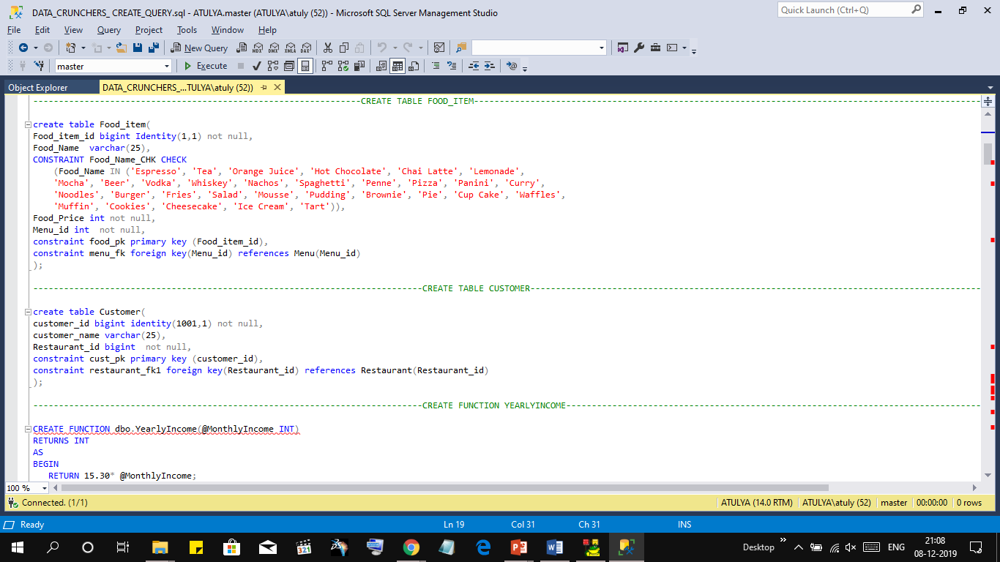 DATA_CRUNCHERS_ CREATE_QUERY.sql - ATULYA.master (ATULYA\atuly (52)) - Microsoft SQL Server Management Studio
Quick Launch (Ctrl+Q)
File Edit View Query Project Tools Window Help
New Query MDX DMX XMLA DAX
master Execute
Object Explorer DATA_CRUNCHERS_...TULYA\atuly (52))
----------------------------------------------------------------CREATE TABLE FOOD_ITEM----------------------------------------------------------------------------------------------------
create table Food_item(
Food_item_id bigint Identity(1,1) not null,
Food_Name  varchar(25),
CONSTRAINT Food_Name_CHK CHECK
    (Food_Name IN ('Espresso', 'Tea', 'Orange Juice', 'Hot Chocolate', 'Chai Latte', 'Lemonade',
    'Mocha', 'Beer', 'Vodka', 'Whiskey', 'Nachos', 'Spaghetti', 'Penne', 'Pizza', 'Panini', 'Curry',
    'Noodles', 'Burger', 'Fries', 'Salad', 'Mousse', 'Pudding', 'Brownie', 'Pie', 'Cup Cake', 'Waffles',
    'Muffin', 'Cookies', 'Cheesecake', 'Ice Cream', 'Tart')),
Food_Price int not null,
Menu_id int  not null,
constraint food_pk primary key (Food_item_id),
constraint menu_fk foreign key(Menu_id) references Menu(Menu_id)
);
----------------------------------------------------------------------------CREATE TABLE CUSTOMER----------------------------------------------------------------------------------------
create table Customer(
customer_id bigint identity(1001,1) not null,
customer_name varchar(25),
Restaurant_id bigint  not null,
constraint cust_pk primary key (customer_id),
constraint restaurant_fk1 foreign key(Restaurant_id) references Restaurant(Restaurant_id)
);
----------------------------------------------------------------------------CREATE FUNCTION YEARLYINCOME---------------------------------------------------------------------------------
CREATE FUNCTION dbo.YearlyIncome(@MonthlyIncome INT)
RETURNS INT
AS
BEGIN
   RETURN 15.30* @MonthlyIncome;
100 %
Connected. (1/1) ATULYA (14.0 RTM) ATULYA\atuly (52) master 00:00:00 0 rows
Ready Ln 19 Col 31 Ch 31 INS
321 Desktop ENG 21:08
08-12-2019